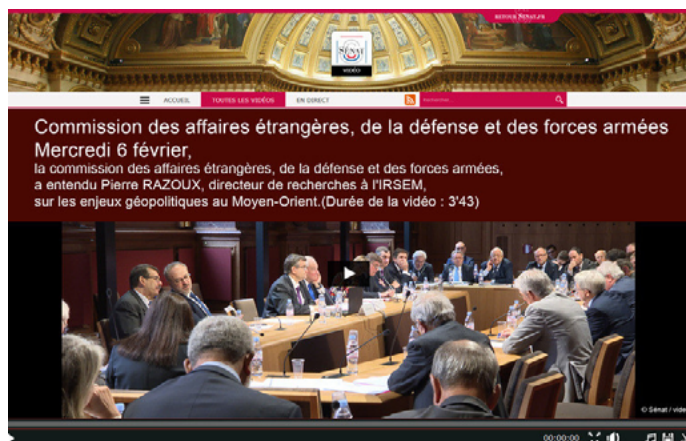 RETOUR SÉNAT.FR
SÉNAT
VIDÉO
ACCUEIL TOUTES LES VIDÉOS EN DIRECT rechercher...
Commission des affaires étrangères, de la défense et des forces armées
Mercredi 6 février,
la commission des affaires étrangères, de la défense et des forces armées,
a entendu Pierre RAZOUX, directeur de recherches à l'IRSEM,
sur les enjeux géopolitiques au Moyen-Orient.(Durée de la vidéo : 3'43)
© Sénat / vide
00:00:00